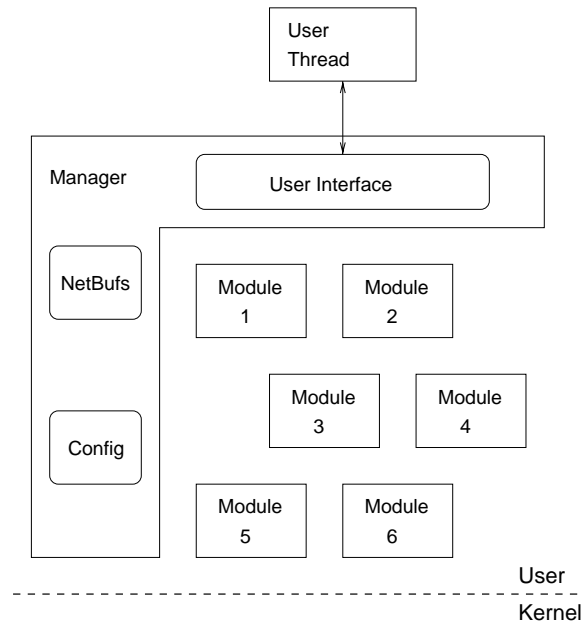 User
Thread
Manager
User Interface
NetBufs
Module
1
Module
2
Module
3
Module
4
Config
Module
5
Module
6
User
Kernel